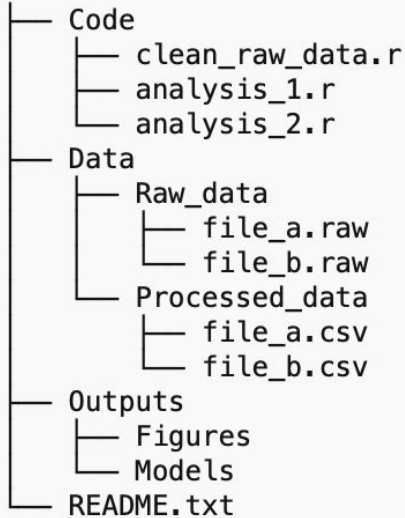 Code
clean_raw_data.r
analysis_1.r
analysis_2.r
Data
Raw_data
file_a.raw
file_b.raw
Processed_data
file_a.csv
file_b.csv
Outputs
Figures
Models
README.txt